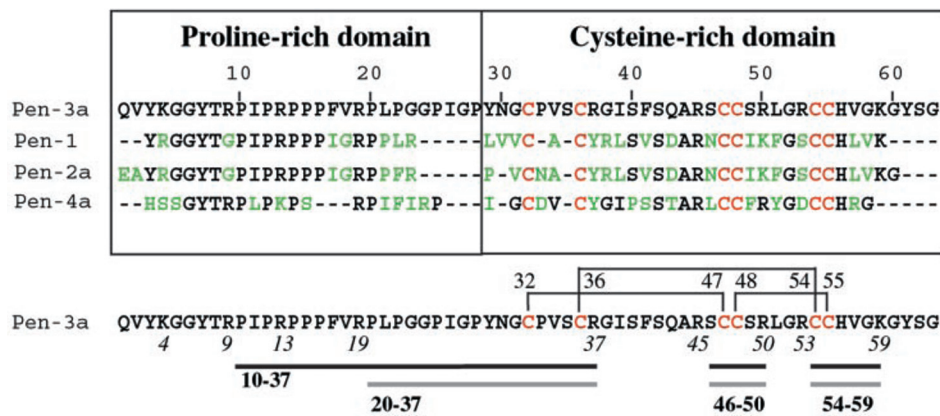 Proline-rich domain Cysteine-rich domain
10 20 30 40 50 60
Pen-3a QVYKGGYTRPIPRPPPFVRPLPGGPIGPYNGCPVSCRGISFSQARSCCSRLGRCCHVGKGYSG
Pen-1 --YRGGYTGPIPRPPPIGRPPLR-----LVVC-A-CYRLSVSDARNCCIKFGSCCHLVK----
Pen-2a EAYRGGYTGPIPRPPPIGRPPFR-----P-VCNACYRLSVSDARNCCIKFGSCCHLVKG---
Pen-4a --HSSGYTRPLPKPS---RPIFIRP----I-GCDV-CYGIPSSTARLCCFRYGDCCHRG----
32 36 47 48 54 55
Pen-3a QVYKGGYTRPIPRPPPFVRPLPGGPIGPYNGCPVSCRGISFSQARSCCSRLGRCCHVGKGYSG
4 9 13 19 37 45 50 53 59
10-37
20-37 46-50 54-59